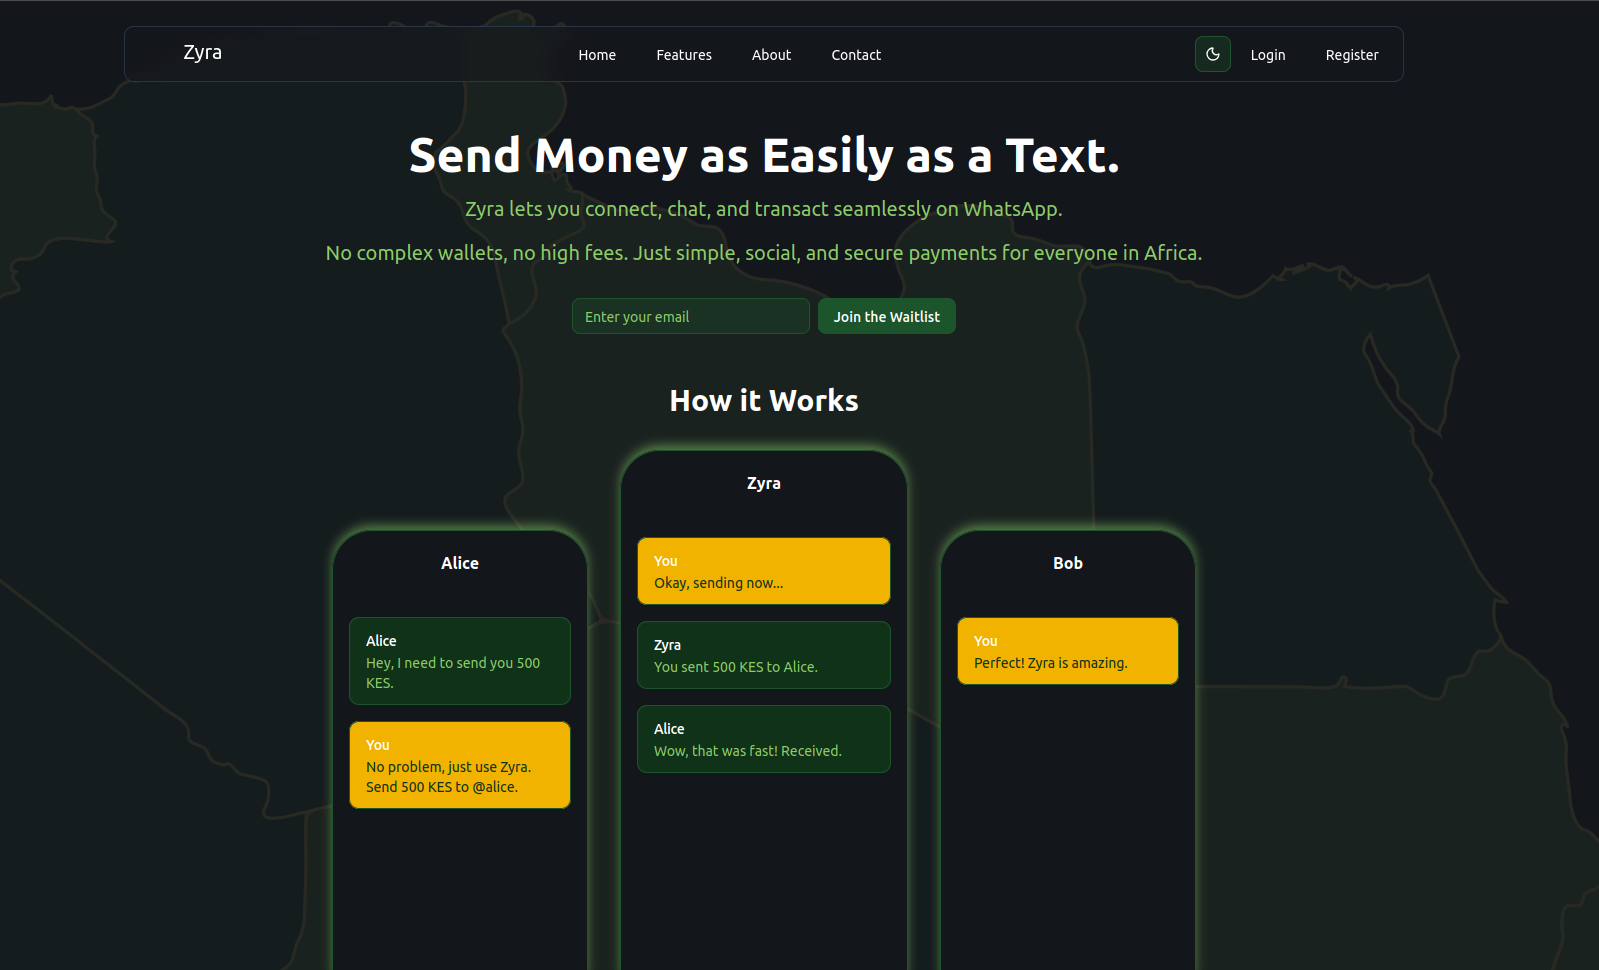 Zyra
Home
Features
About
Contact
Login
Register
Send Money as Easily as a Text.
Zyra lets you connect, chat, and transact seamlessly on WhatsApp.
No complex wallets, no high fees. Just simple, social, and secure payments for everyone in Africa.
Enter your email
Join the Waitlist
How it Works
Alice
Alice
Hey, I need to send you 500
KES.
You
No problem, just use Zyra.
Send 500 KES to @alice.
Zyra
You
Okay, sending now...
Zyra
You sent 500 KES to Alice.
Alice
Wow, that was fast! Received.
Bob
You
Perfect! Zyra is amazing.